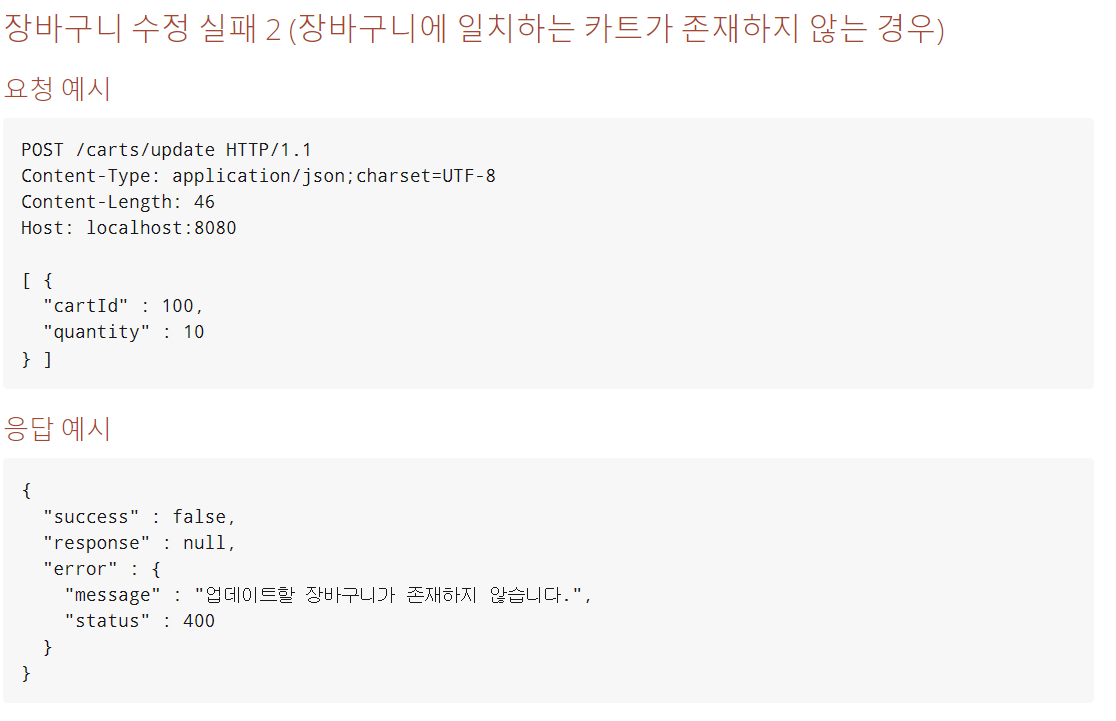 장바구니 수정 실패 2 (장바구니에 일치하는 카트가 존재하지 않는 경우)
요청 예시
POST /carts/update HTTP/1.1
Content-Type: application/json;charset=UTF-8
Content-Length: 46
Host: localhost:8080
[ {
"cartId" : 100,
"quantity" : 10
} ]
응답 예시
{
"success" : false,
"response" : null,
"error" : {
"message" : "업데이트할 장바구니가 존재하지 않습니다.",
"status" : 400
}
}